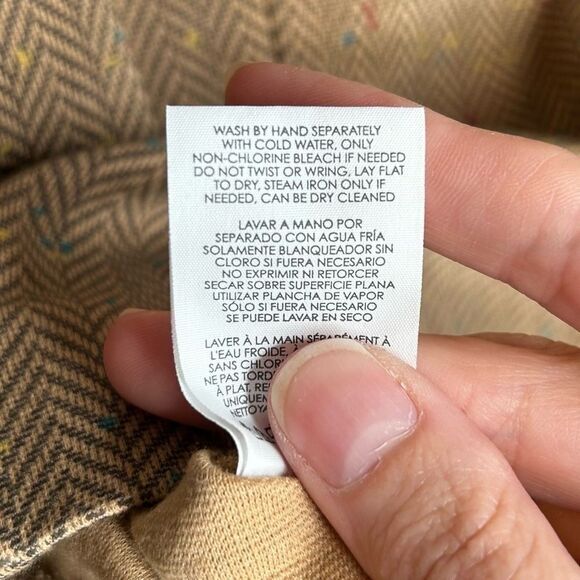 WASH BY HAND SEPARATELY
WITH COLD WATER, ONLY
NON-CHLORINE BLEACH IF NEEDED
DO NOT TWIST OR WRING, LAY FLAT
TO DRY, STEAM IRON ONLY IF
NEEDED, CAN BE DRY CLEANED
LAVAR A MANO POR
SEPARADO CON AGUA FRÍA
SOLAMENTE BLANQUEADOR SIN
CLORO SI FUERA NECESARIO
NO EXPRIMIR NI RETORCER
SECAR SOBRE SUPERFICIE PLANA
UTILIZAR PLANCHA DE VAPOR
SÓLO SI FUERA NECESARIO
SE PUEDE LAVAR EN SECO
LAVER À LA MAIN SÉPARÉMENT À
L'EAU FROIDE,
SANS
NE PAS
À PLAT,